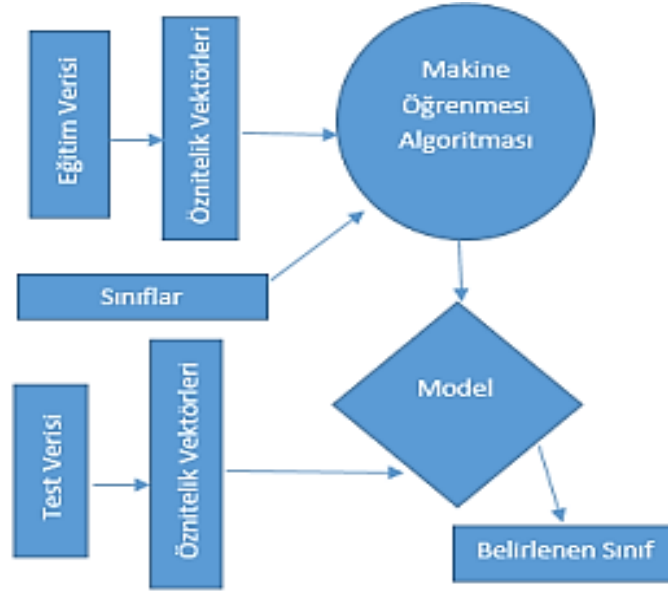 Eğitim Verisi
Öznitelik Vektörleri
Makine
Öğrenmesi
Algoritması
Sınıflar
Test Verisi
Öznitelik Vektörleri
Model
Belirlenen Sınıf